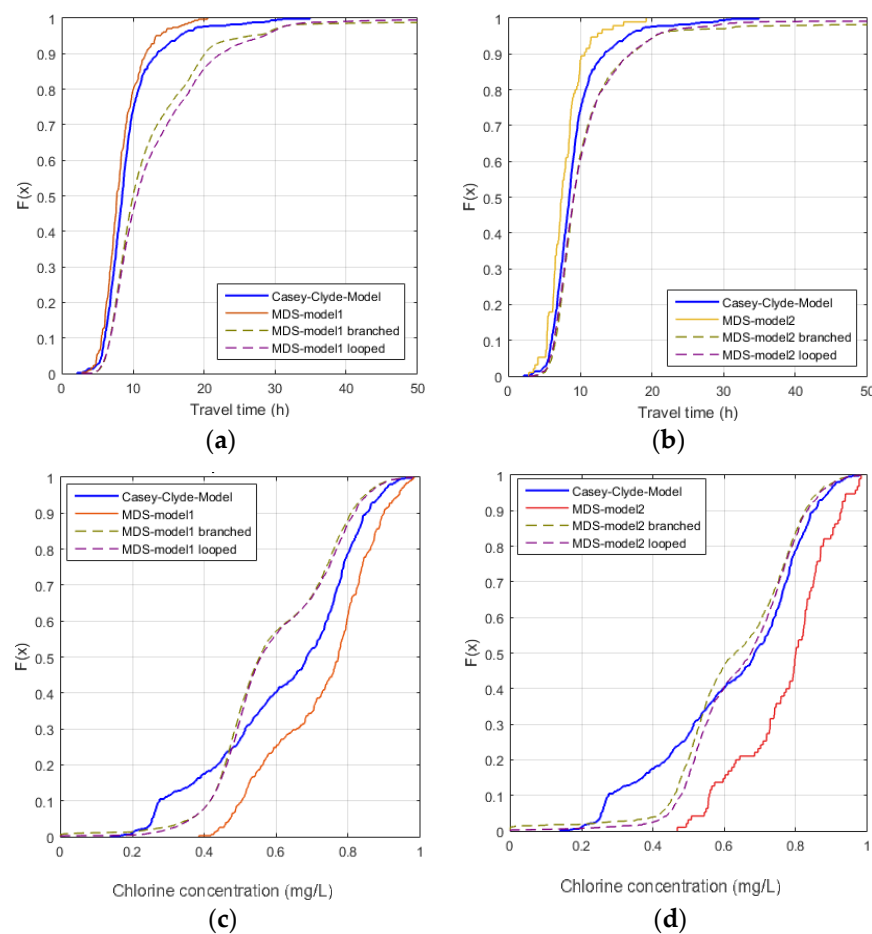 1
0.9
0.8
0.7
0.6
0.5
0.4
0.3
0.2
0.1
0
F(x)
Casey-Clyde-Model
MDS-model1
MDS-model1 branched
MDS-model1 looped
0 10 20 30 40 50
Travel time (h)
(a)
1
0.9
0.8
0.7
0.6
0.5
0.4
0.3
0.2
0.1
0
F(x)
Casey-Clyde-Model
MDS-model2
MDS-model2 branched
MDS-model2 looped
0 10 20 30 40 50
Travel time (h)
(b)
1
0.9
0.8
0.7
0.6
0.5
0.4
0.3
0.2
0.1
0
F(x)
Casey-Clyde-Model
MDS-model1
MDS-model1 branched
MDS-model1 looped
0 0.2 0.4 0.6 0.8 1
Chlorine concentration (mg/L)
(c)
1
0.9
0.8
0.7
0.6
0.5
0.4
0.3
0.2
0.1
0
F(x)
Casey-Clyde-Model
MDS-model2
MDS-model2 branched
MDS-model2 looped
0 0.2 0.4 0.6 0.8 1
Chlorine concentration (mg/L)
(d)